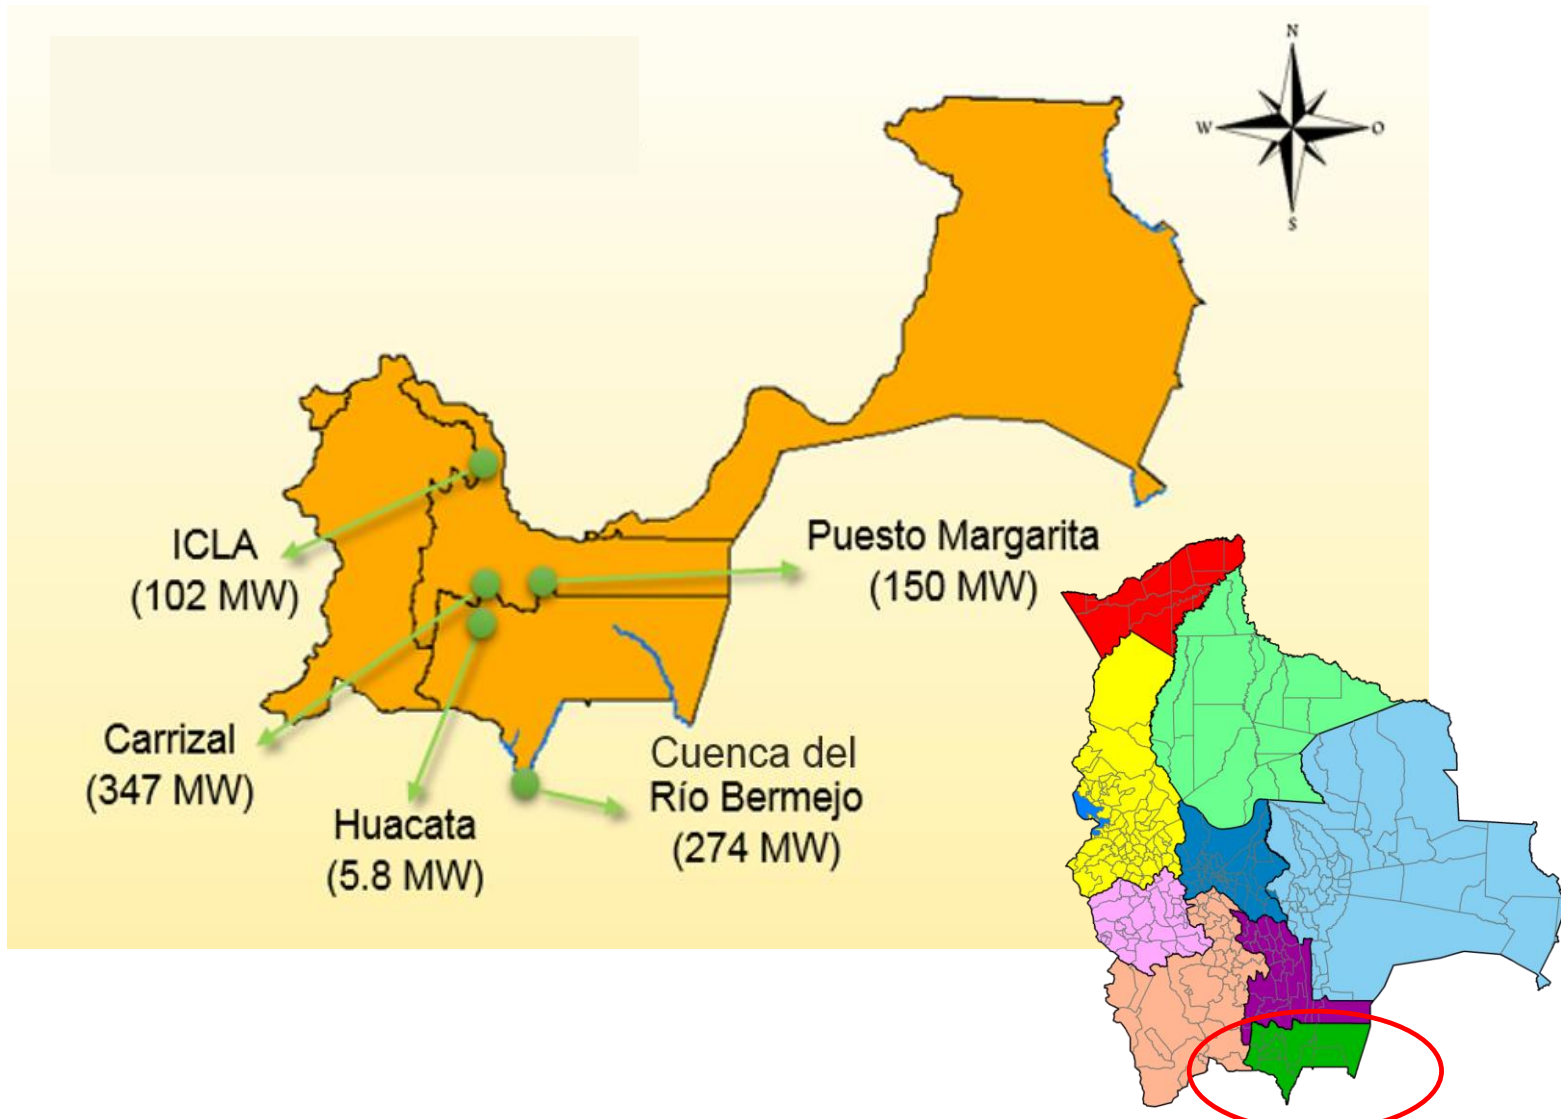 N
W
O
S
ICLA
(102 MW)
Puesto Margarita
(150 MW)
Carrizal
(347 MW)
Huacata
(5.8 MW)
Cuenca del
Río Bermejo
(274 MW)